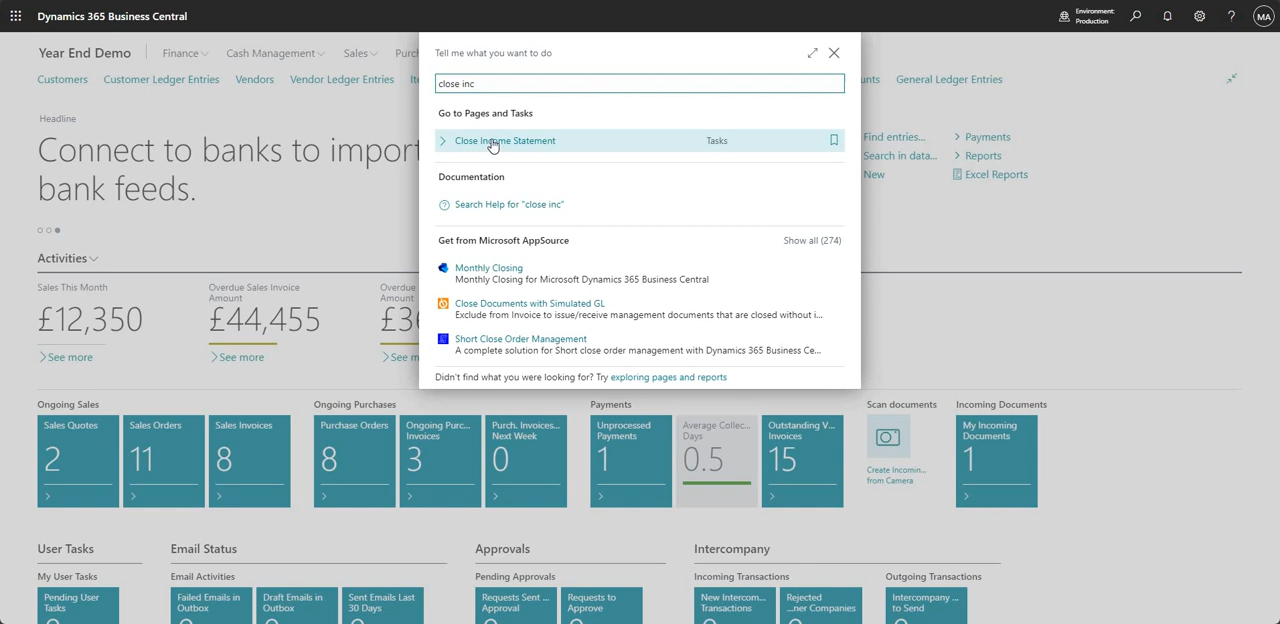 Dynamics 365 Business Central
Environment:
Production
MA
Year End Demo
Finance
Cash Management
Sales
Purch
Customers
Customer Ledger Entries
Vendors
Vendor Ledger Entries
General Ledger Entries
Tell me what you want to do
close inc
Go to Pages and Tasks
Close Income Statement
Tasks
Documentation
Search Help for "close inc"
Get from Microsoft AppSource
Show all (274)
Monthly Closing
Monthly Closing for Microsoft Dynamics 365 Business Central
Close Documents with Simulated GL
Exclude from Invoice to issue/receive management documents that are closed without i...
Short Close Order Management
A complete solution for Short close order management with Dynamics 365 Business Ce...
Didn't find what you were looking for? Try exploring pages and reports
Headline
Connect to banks to import
bank feeds.
Find entries...
Search in data...
New
Payments
Reports
Excel Reports
Activities
Sales This Month
£12,350
See more
Overdue Sales Invoice
Amount
£44,455
See more
Overdue
Amount
Ongoing Sales
Sales Quotes
2
Sales Orders
11
Sales Invoices
8
Ongoing Purchases
Purchase Orders
8
Ongoing Purc...
Invoices
3
Purch. Invoices...
Next Week
0
Payments
Unprocessed
Payments
1
Average Collec...
Days
0.5
Outstanding V...
Invoices
15
Scan documents
Create Incomin...
from Camera
Incoming Documents
My Incoming
Documents
1
User Tasks
My User Tasks
Pending User
Tasks
Email Status
Email Activities
Failed Emails in
Outbox
Draft Emails in
Outbox
Sent Emails Last
30 Days
Approvals
Pending Approvals
Requests Sent ...
Approval
Requests to
Approve
Intercompany
Incoming Transactions
New Intercom...
Transactions
Rejected
...ner Companies
Outgoing Transactions
Intercompany ...
to Send